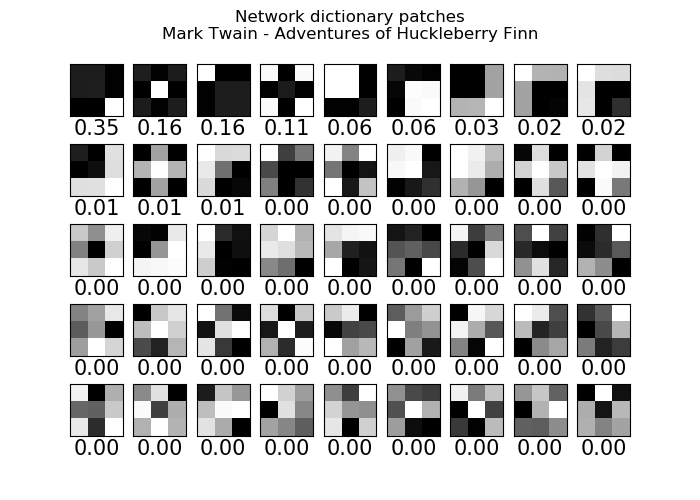 Network dictionary patches
Mark Twain - Adventures of Huckleberry Finn
0.35 0.16 0.16 0.11 0.06 0.06 0.03 0.02 0.02
0.01 0.01 0.01 0.00 0.00 0.00 0.00 0.00 0.00
0.00 0.00 0.00 0.00 0.00 0.00 0.00 0.00 0.00
0.00 0.00 0.00 0.00 0.00 0.00 0.00 0.00 0.00
0.00 0.00 0.00 0.00 0.00 0.00 0.00 0.00 0.00